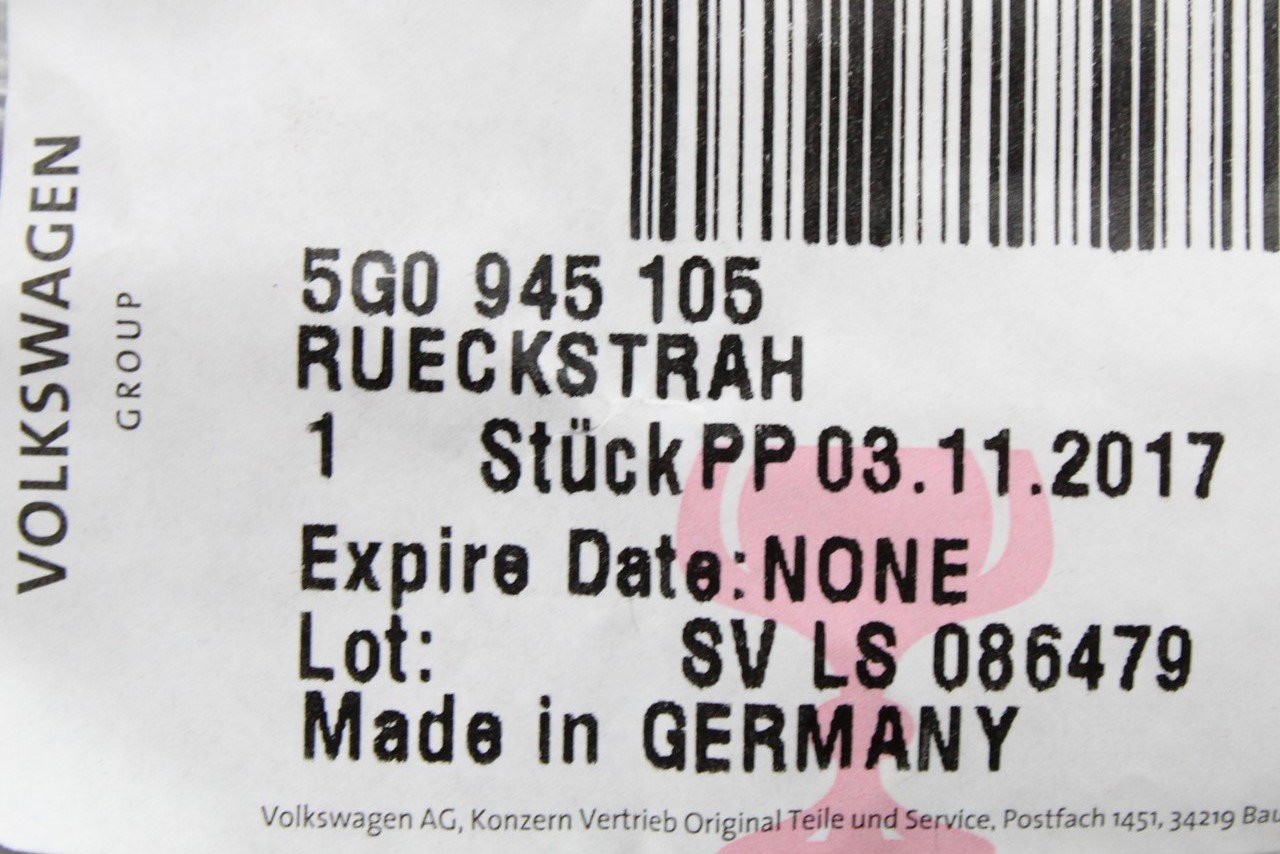 VOLKSWAGEN
GROUP
5G0 945 105
RUECKSTRAH
1 Stück PP 03.11.2017
Expire Date: NONE
Lot: SV LS 086479
Made in GERMANY
Volkswagen AG, Konzern Vertrieb Original Teile und Service, Postfach 1451, 34219